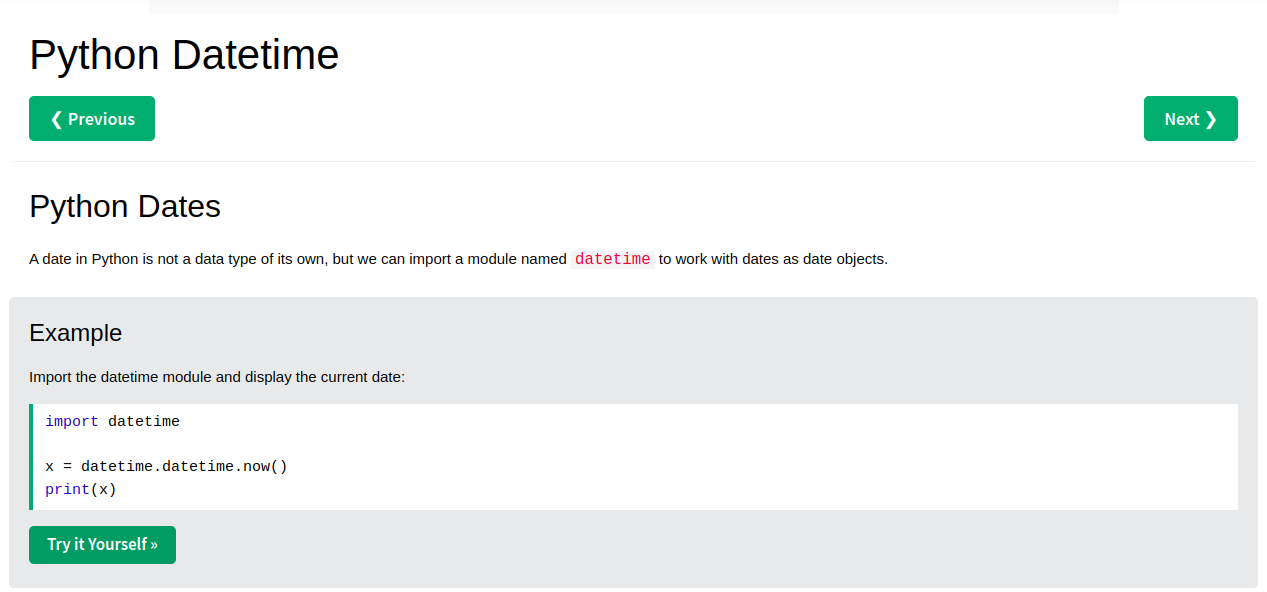 Python Datetime
❮ Previous
Next ❯
Python Dates
A date in Python is not a data type of its own, but we can import a module named datetime to work with dates as date objects.
Example
Import the datetime module and display the current date:
import datetime
x = datetime.datetime.now()
print(x)
Try it Yourself »